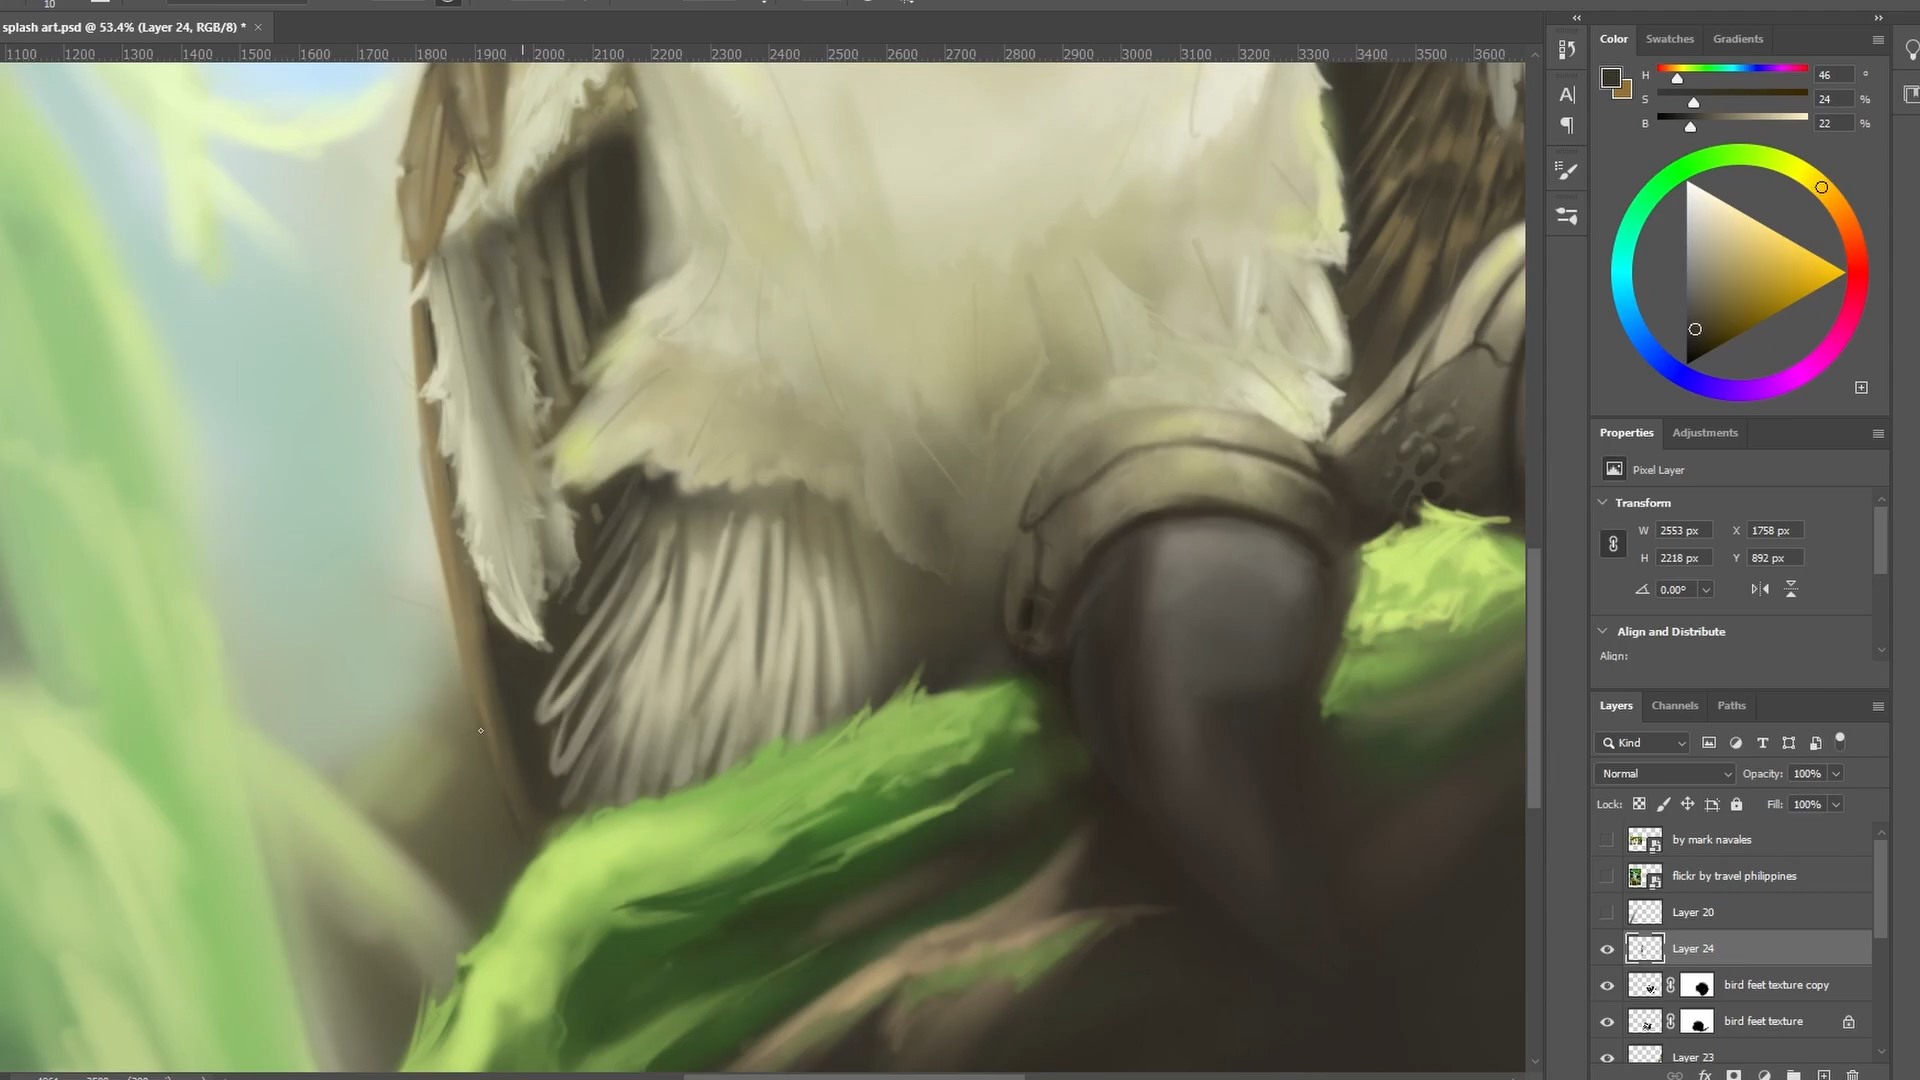 10
splash art.psd @ 53.4% (Layer 24, RGB/8) * ×
1100 1200 1300 1400 1500 1600 1700 1800 1900 2000 2100 2200 2300 2400 2500 2600 2700 2800 2900 3000 3100 3200 3300 3400 3500 3600
Color Swatches Gradients
H 46 °
S 24 %
B 22 %
Properties Adjustments
Pixel Layer
Transform
W 2553 px X 1758 px
H 2218 px Y 892 px
0.00°
Align and Distribute
Align:
Layers Channels Paths
Kind
Normal Opacity: 100%
Lock: Fill: 100%
by mark navales
flickr by travel philippines
Layer 20
Layer 24
bird feet texture copy
bird feet texture
Layer 23
fx